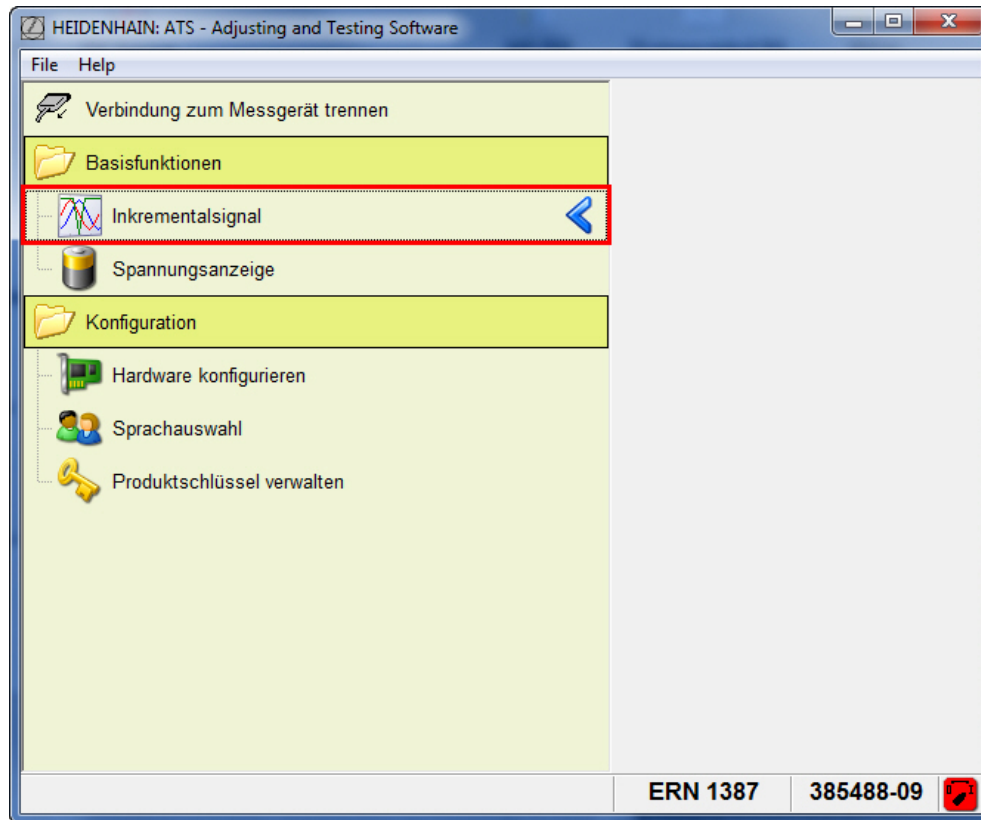 HEIDENHAIN: ATS - Adjusting and Testing Software
File Help
Verbindung zum Messgerät trennen
Basisfunktionen
Inkrementalsignal
Spannungsanzeige
Konfiguration
Hardware konfigurieren
Sprachauswahl
Produktschlüssel verwalten
ERN 1387 385488-09